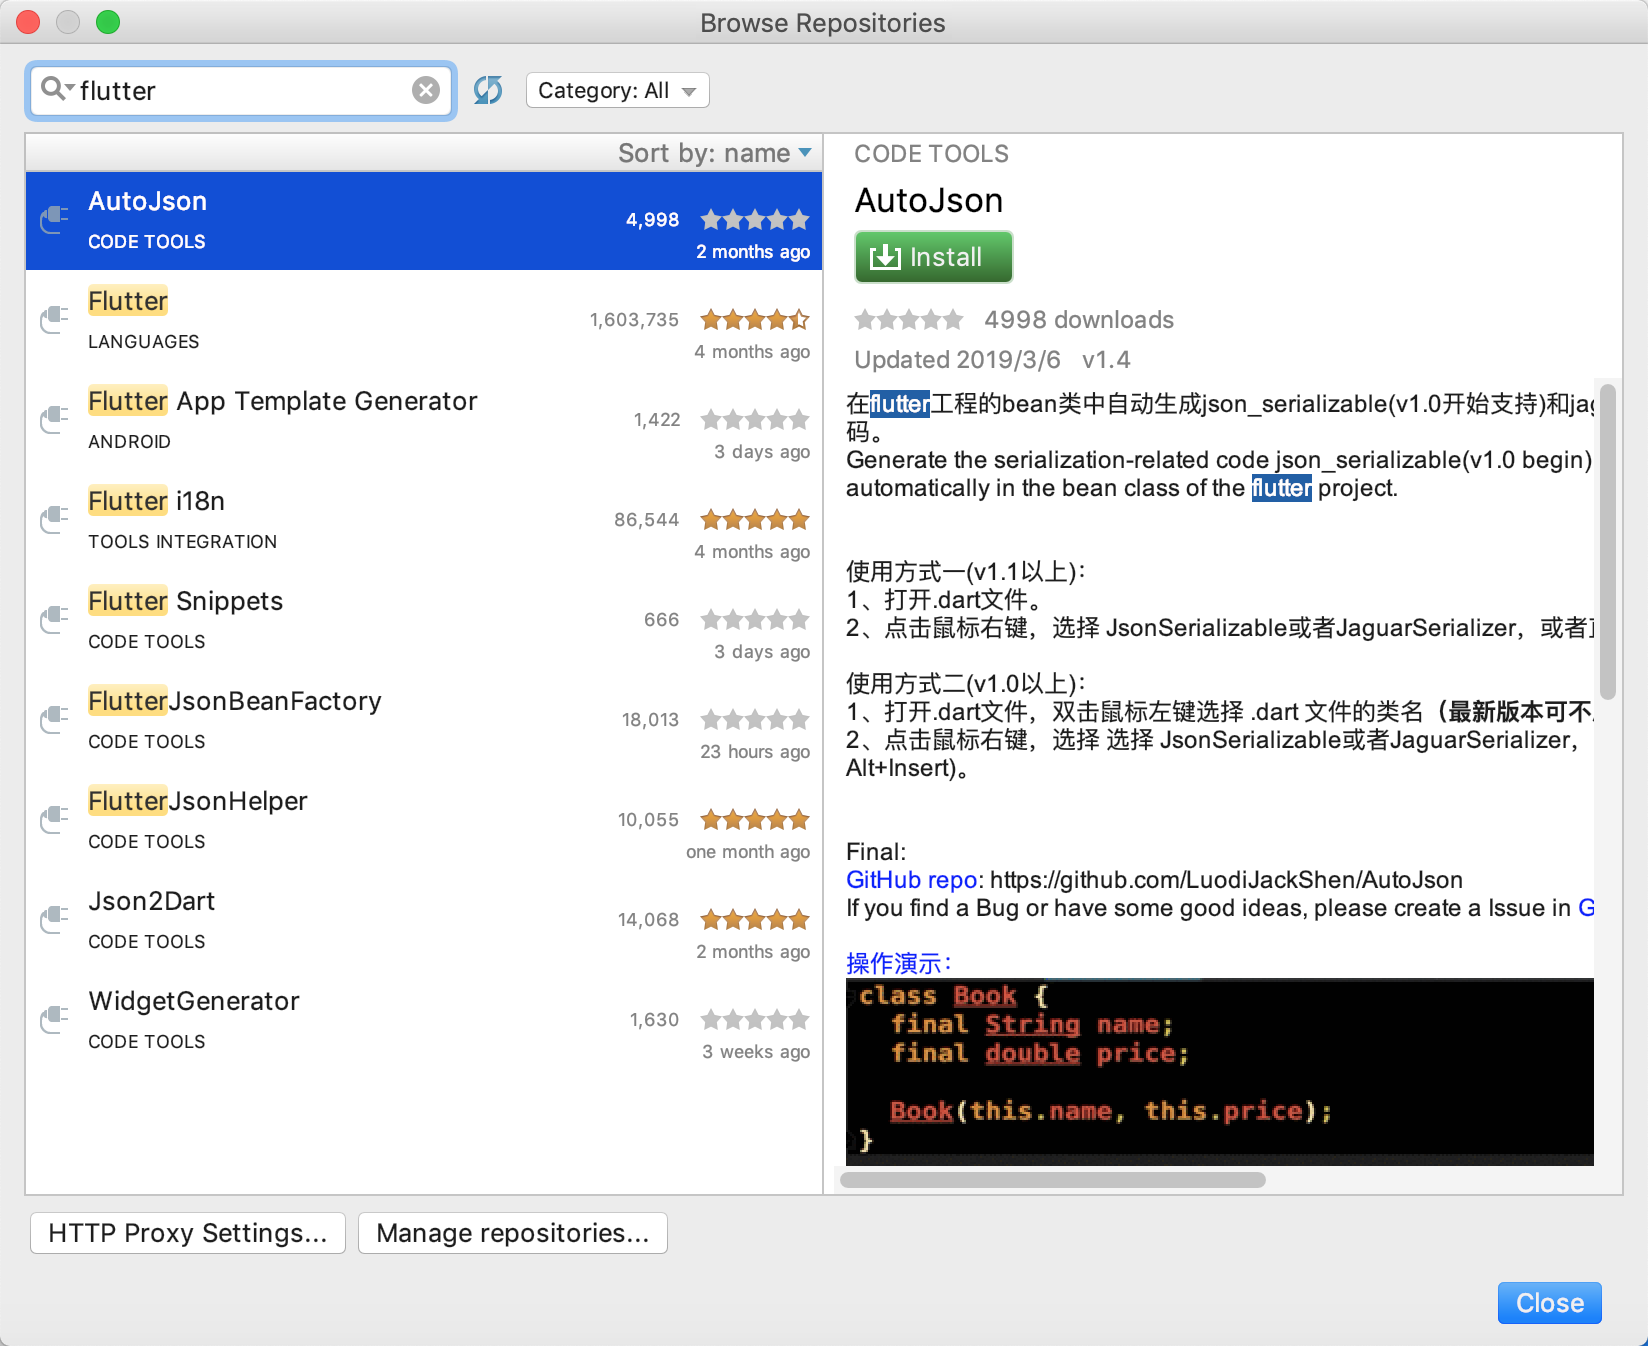 Browse Repositories
flutter
Category: All
Sort by: name
AutoJson
4,998
CODE TOOLS
2 months ago
Flutter
1,603,735
LANGUAGES
4 months ago
Flutter App Template Generator
1,422
ANDROID
3 days ago
Flutter i18n
86,544
TOOLS INTEGRATION
4 months ago
Flutter Snippets
666
CODE TOOLS
3 days ago
FlutterJsonBeanFactory
18,013
CODE TOOLS
23 hours ago
FlutterJsonHelper
10,055
CODE TOOLS
one month ago
Json2Dart
14,068
CODE TOOLS
2 months ago
WidgetGenerator
1,630
CODE TOOLS
3 weeks ago
CODE TOOLS
AutoJson
Install
4998 downloads
Updated 2019/3/6 v1.4
在flutter工程的bean类中自动生成json_serializable(v1.0开始支持)和
码。
Generate the serialization-related code json_serializable(v1.0 begin)
automatically in the bean class of the flutter project.
使用方式一(v1.1以上)：
1、打开.dart文件。
2、点击鼠标右键，选择 JsonSerializable或者JaguarSerializer，或者
使用方式二(v1.0以上)：
1、打开.dart文件，双击鼠标左键选择 .dart 文件的类名（最新版本可不
2、点击鼠标右键，选择 选择 JsonSerializable或者JaguarSerializer，
Alt+Insert)。
Final:
GitHub repo: https://github.com/LuodiJackShen/AutoJson
If you find a Bug or have some good ideas, please create a Issue in G
操作演示：
class Book {
final String name;
final double price;
Book(this.name, this.price);
}
HTTP Proxy Settings...
Manage repositories...
Close